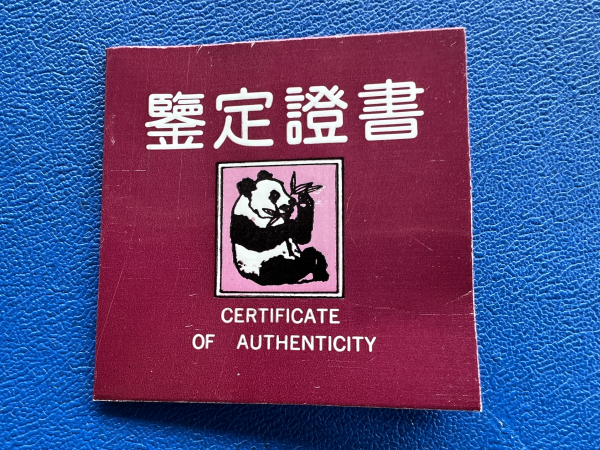 鑒定證書
CERTIFICATE
OF AUTHENTICITY